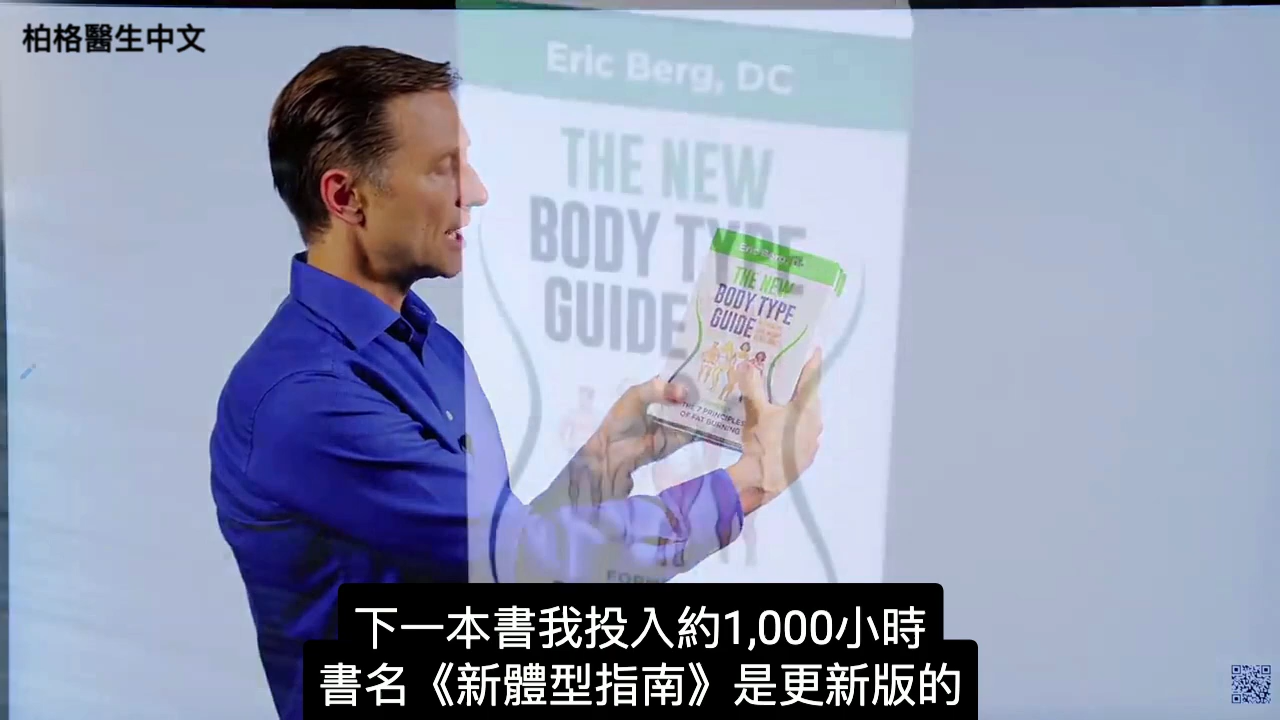 柏格醫生中文
Eric Berg, DC
THE NEW
BODY TYPE
GUIDE
Eric Berg,
THE NEW
BODY TYPE
GUIDE
THE 7 PRINCIPLES
OF FAT BURNING
下一本書我投入約1,000小時
書名《新體型指南》是更新版的